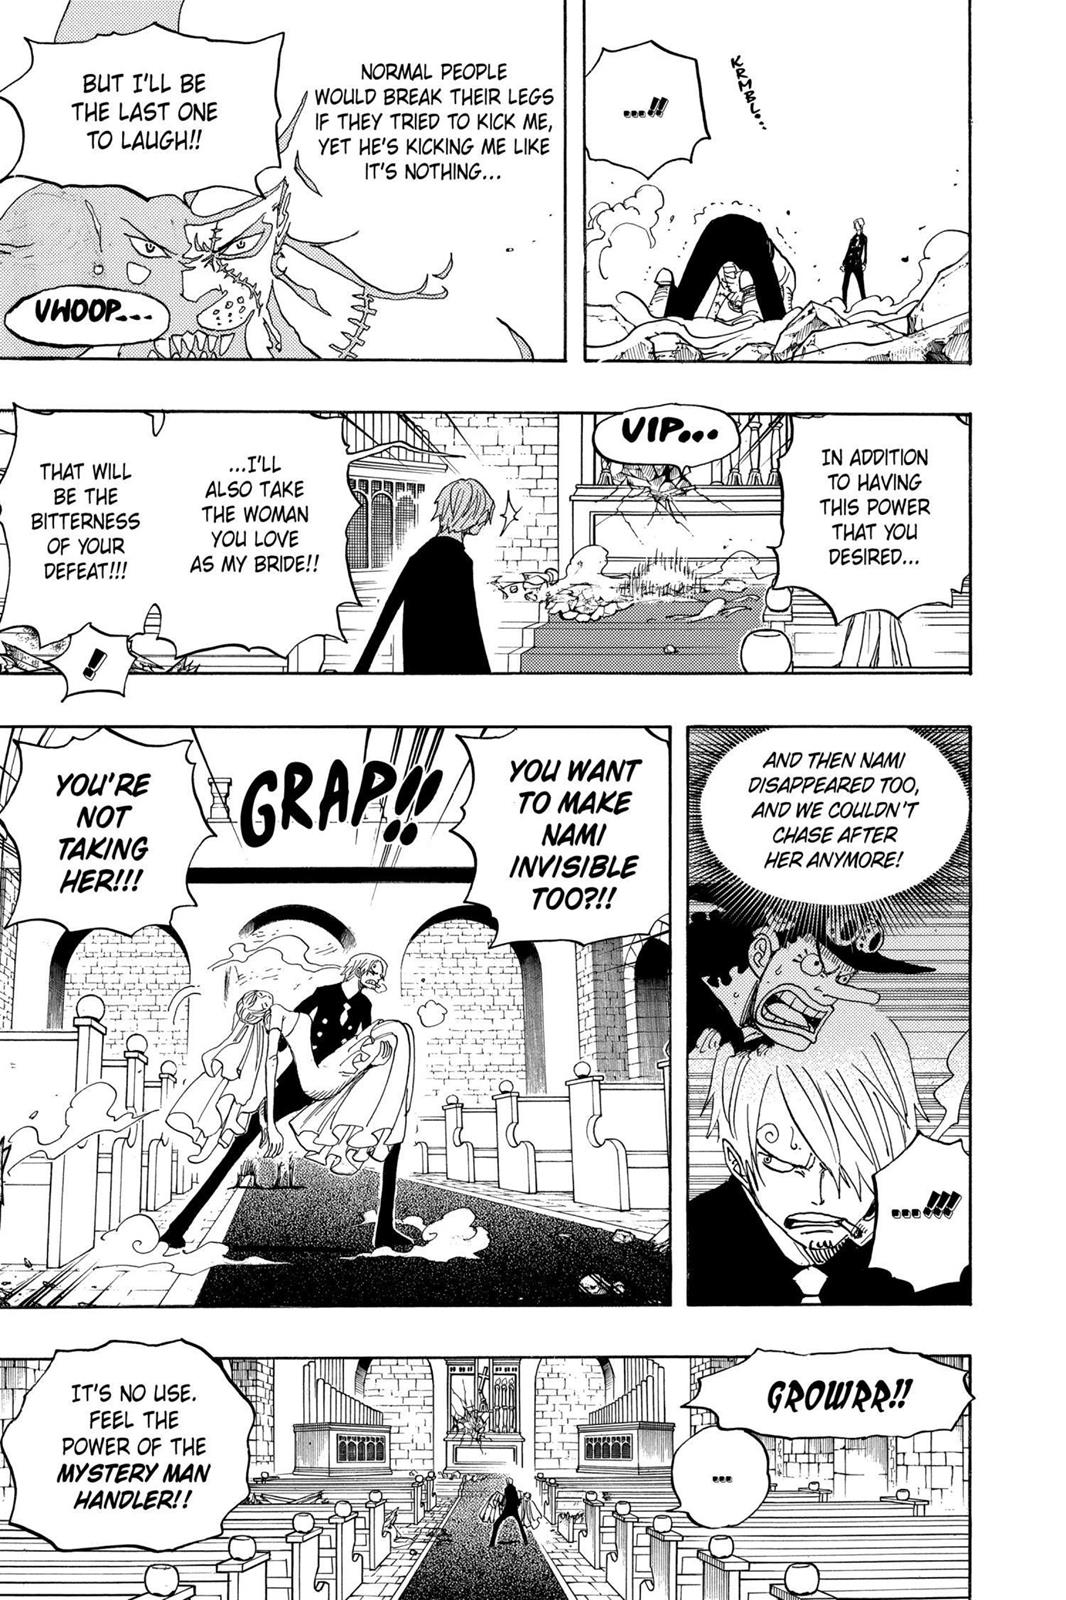 KRMBL...
...!!
NORMAL PEOPLE
WOULD BREAK THEIR LEGS
IF THEY TRIED TO KICK ME,
YET HE'S KICKING ME LIKE
IT'S NOTHING...
BUT I'LL BE
THE LAST ONE
TO LAUGH!!
VHOOP...
IN ADDITION
TO HAVING
THIS POWER
THAT YOU
DESIRED...
VIP...
...I'LL
ALSO TAKE
THE WOMAN
YOU LOVE
AS MY BRIDE!!
THAT WILL
BE THE
BITTERNESS
OF YOUR
DEFEAT!!!
!
AND THEN NAMI
DISAPPEARED TOO,
AND WE COULDN'T
CHASE AFTER
HER ANYMORE!
...!!!
YOU WANT
TO MAKE
NAMI
INVISIBLE
TOO?!!
GRAP!!
YOU'RE
NOT
TAKING
HER!!!
GROWRR!!
...
IT'S NO USE.
FEEL THE
POWER OF THE
MYSTERY MAN
HANDLER!!